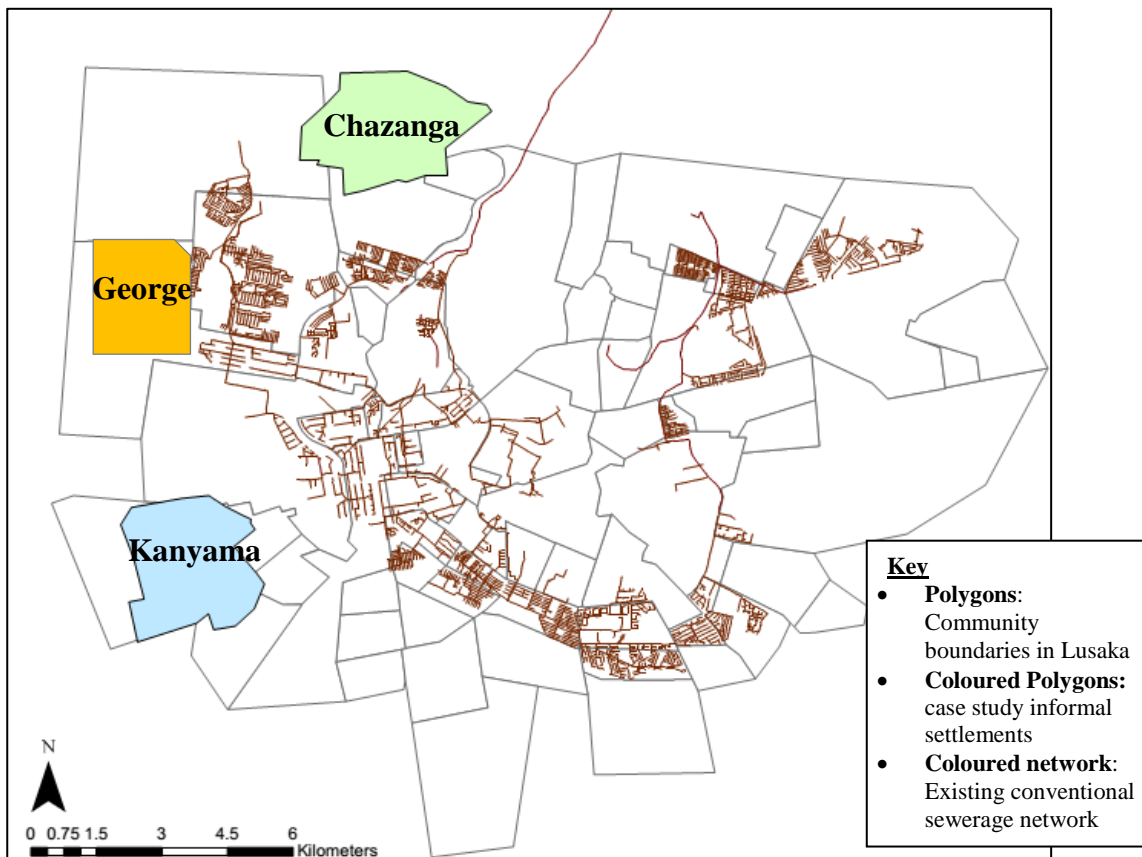 Chazanga
George
Kanyama
Key
• Polygons:
Community
boundaries in Lusaka
• Coloured Polygons:
case study informal
settlements
• Coloured network:
Existing conventional
sewerage network
N
0 0.75 1.5 3 4.5 6
Kilometers